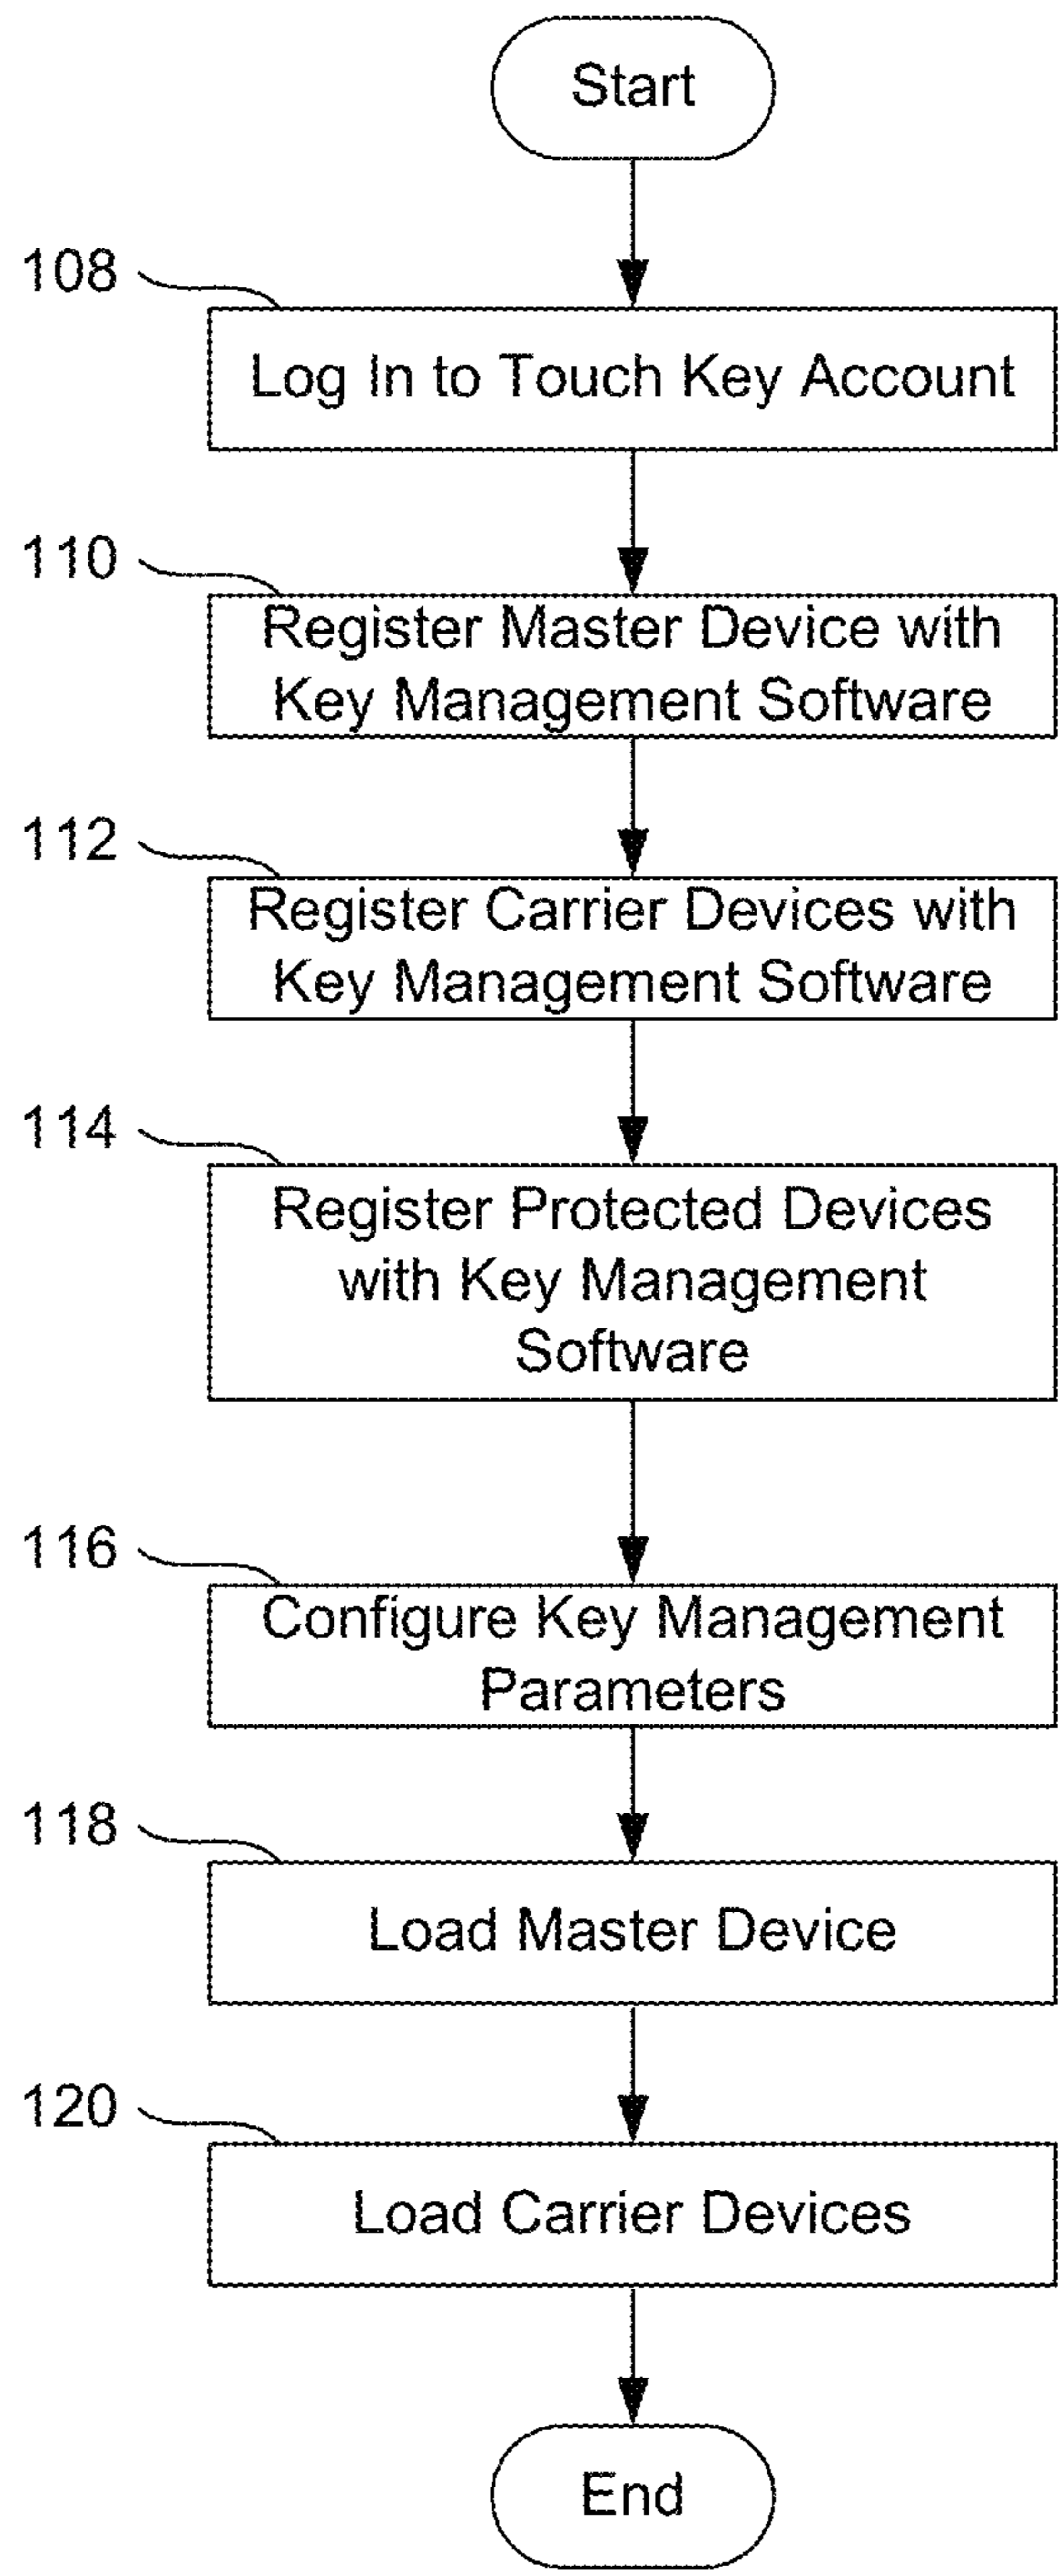 Start
108
Log In to Touch Key Account
110
Register Master Device with
Key Management Software
112
Register Carrier Devices with
Key Management Software
114
Register Protected Devices
with Key Management
Software
116
Configure Key Management
Parameters
118
Load Master Device
120
Load Carrier Devices
End